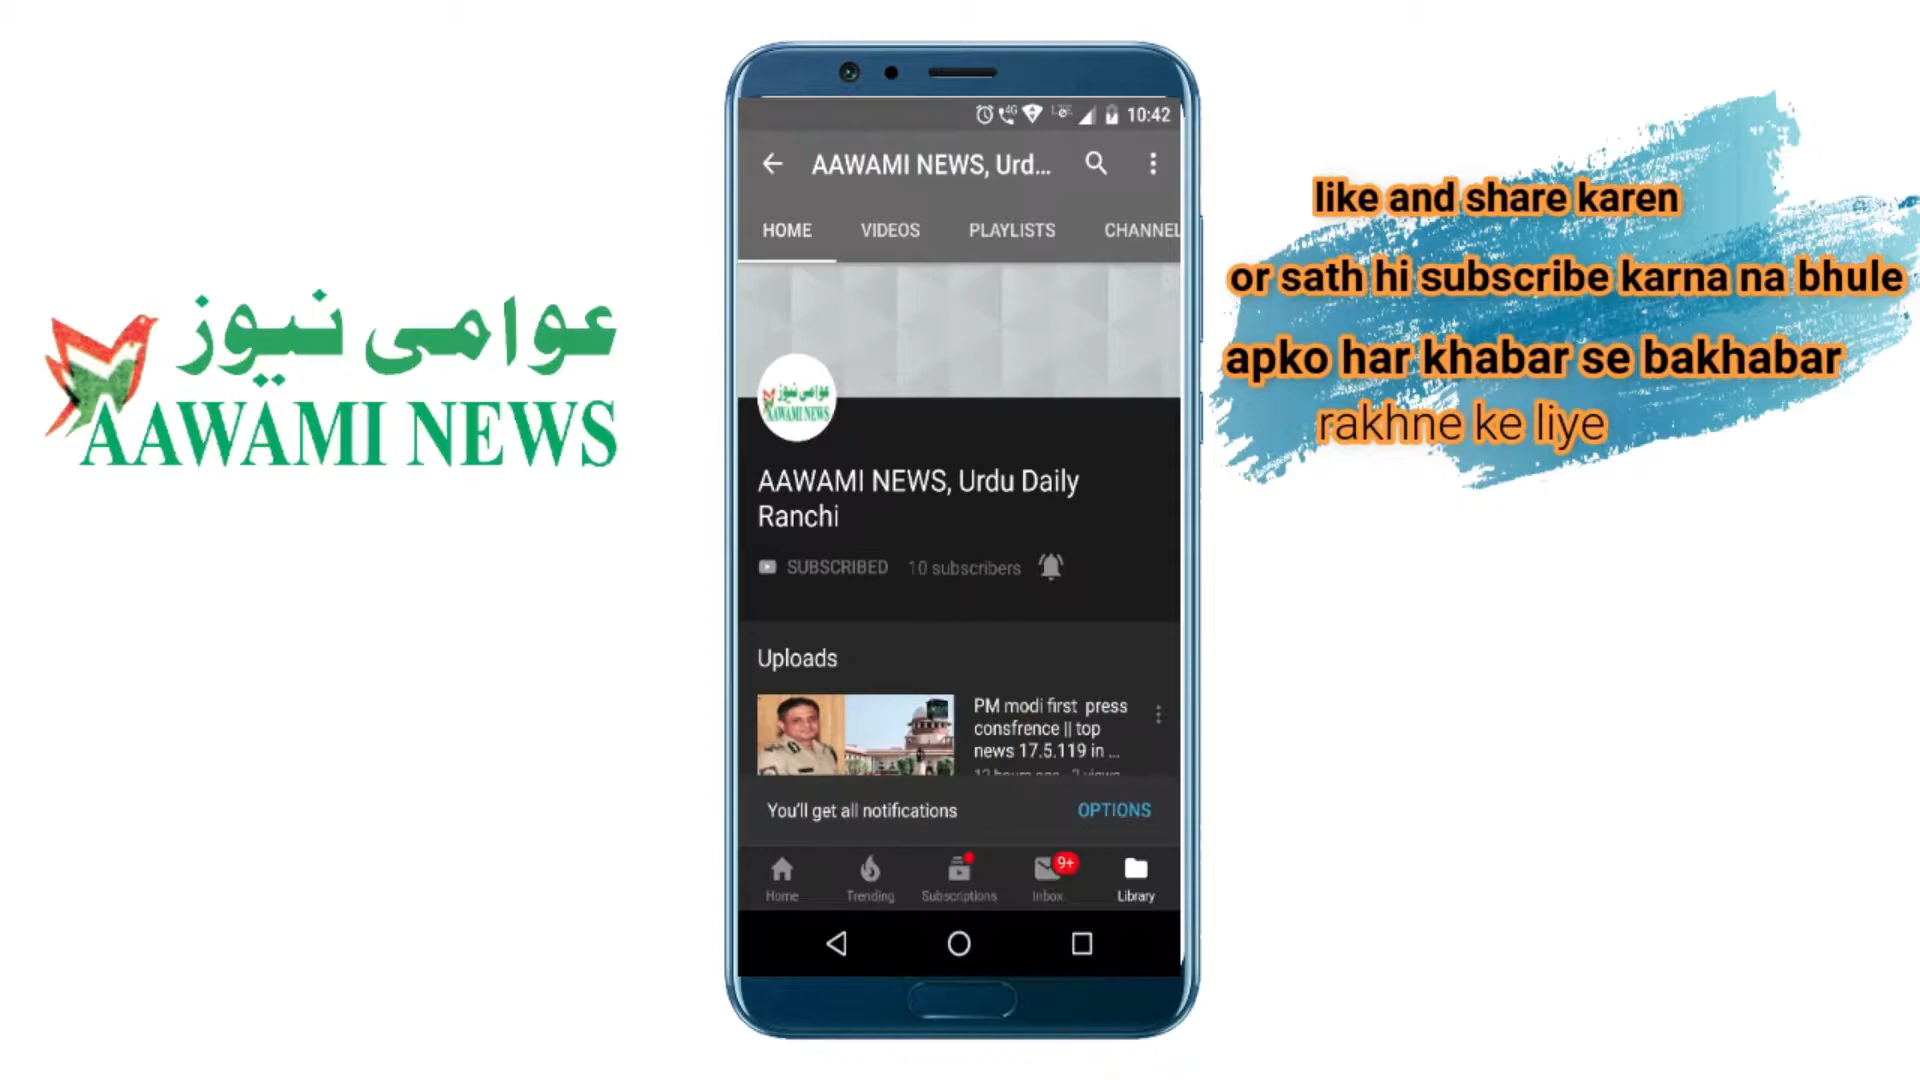 عوامی نیوز
AAWAMI NEWS
10:42
AAWAMI NEWS, Urd...
HOME VIDEOS PLAYLISTS CHANNEL
عوامی نیوز
AAWAMI NEWS
AAWAMI NEWS, Urdu Daily
Ranchi
SUBSCRIBED 10 subscribers
Uploads
PM modi first press
consfrence || top
news 17.5.119 in ...
You'll get all notifications OPTIONS
9+
Home Trending Subscriptions Inbox Library
like and share karen
or sath hi subscribe karna na bhule
apko har khabar se bakhabar
rakhne ke liye